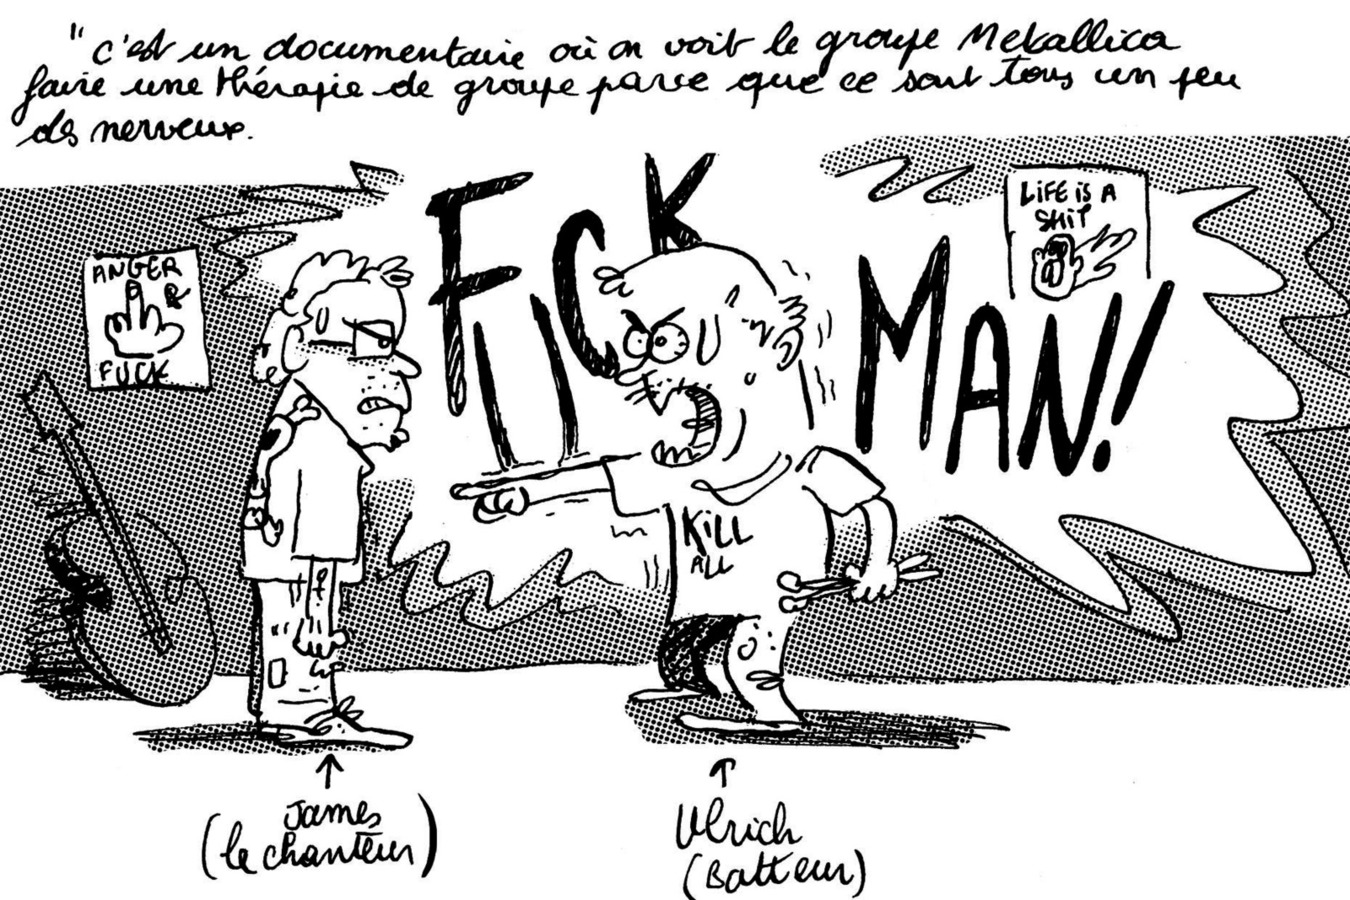 "c'est un documentaire où on voit le groupe Metallica
faire une thérapie de groupe parce que ce sont tous un peu
des nerveux.
FUCK
MAN!
LIFE iS A
SHIT
ANGER
FUCK
KiLL
ALL
James
(le chanteur)
Ulrich
(Batteur)